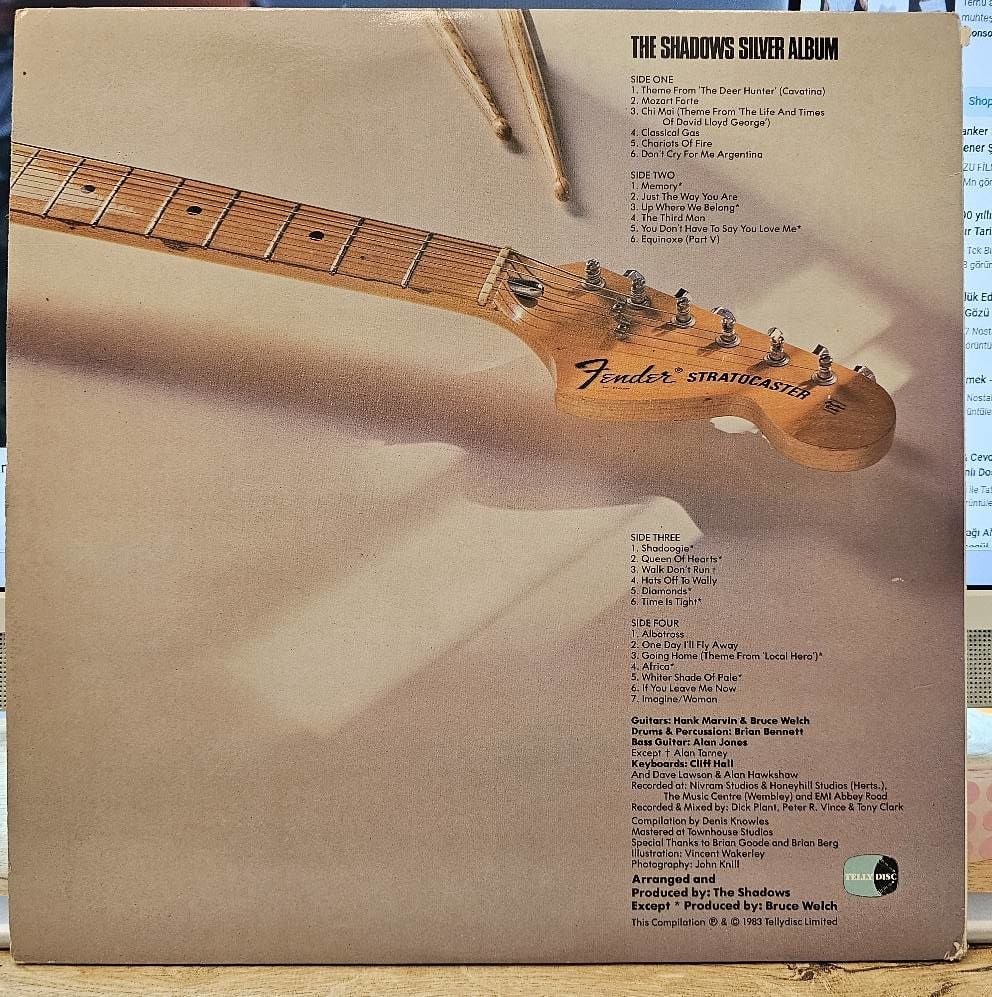 THE SHADOWS SILVER ALBUM
SIDE ONE
1. Theme From 'The Deer Hunter' (Cavatina)
2. Mozart Forte
3. Chi Mai (Theme From 'The Life And Times
Of David Lloyd George')
4. Classical Gas
5. Chariots Of Fire
6. Don't Cry For Me Argentina
SIDE TWO
1. Memory*
2. Just The Way You Are
3. Up Where We Belong*
4. The Third Man
5. You Don't Have To Say You Love Me*
6. Equinoxe (Part V)
Fender® STRATOCASTER
SIDE THREE
1. Shadoogie*
2. Queen Of Hearts*
3. Walk Don't Run †
4. Hats Off To Wally
5. Diamonds*
6. Time Is Tight*
SIDE FOUR
1. Albatross
2. One Day I'll Fly Away
3. Going Home (Theme From 'Local Hero')*
4. Africa*
5. Whiter Shade Of Pale*
6. If You Leave Me Now
7. Imagine/Woman
Guitars: Hank Marvin & Bruce Welch
Drums & Percussion: Brian Bennett
Bass Guitar: Alan Jones
Except † Alan Tarney
Keyboards: Cliff Hall
And Dave Lawson & Alan Hawkshaw
Recorded at: Nivram Studios & Honeyhill Studios (Herts.),
The Music Centre (Wembley) and EMI Abbey Road
Recorded & Mixed by: Dick Plant, Peter R. Vince & Tony Clark
Compilation by Denis Knowles
Mastered at Townhouse Studios
Special Thanks to Brian Goode and Brian Berg
Illustration: Vincent Wakerley
Photography: John Knill
TELLY DISC
Arranged and
Produced by: The Shadows
Except * Produced by: Bruce Welch
This Compilation ℗ & © 1983 Tellydisc Limited
Shop